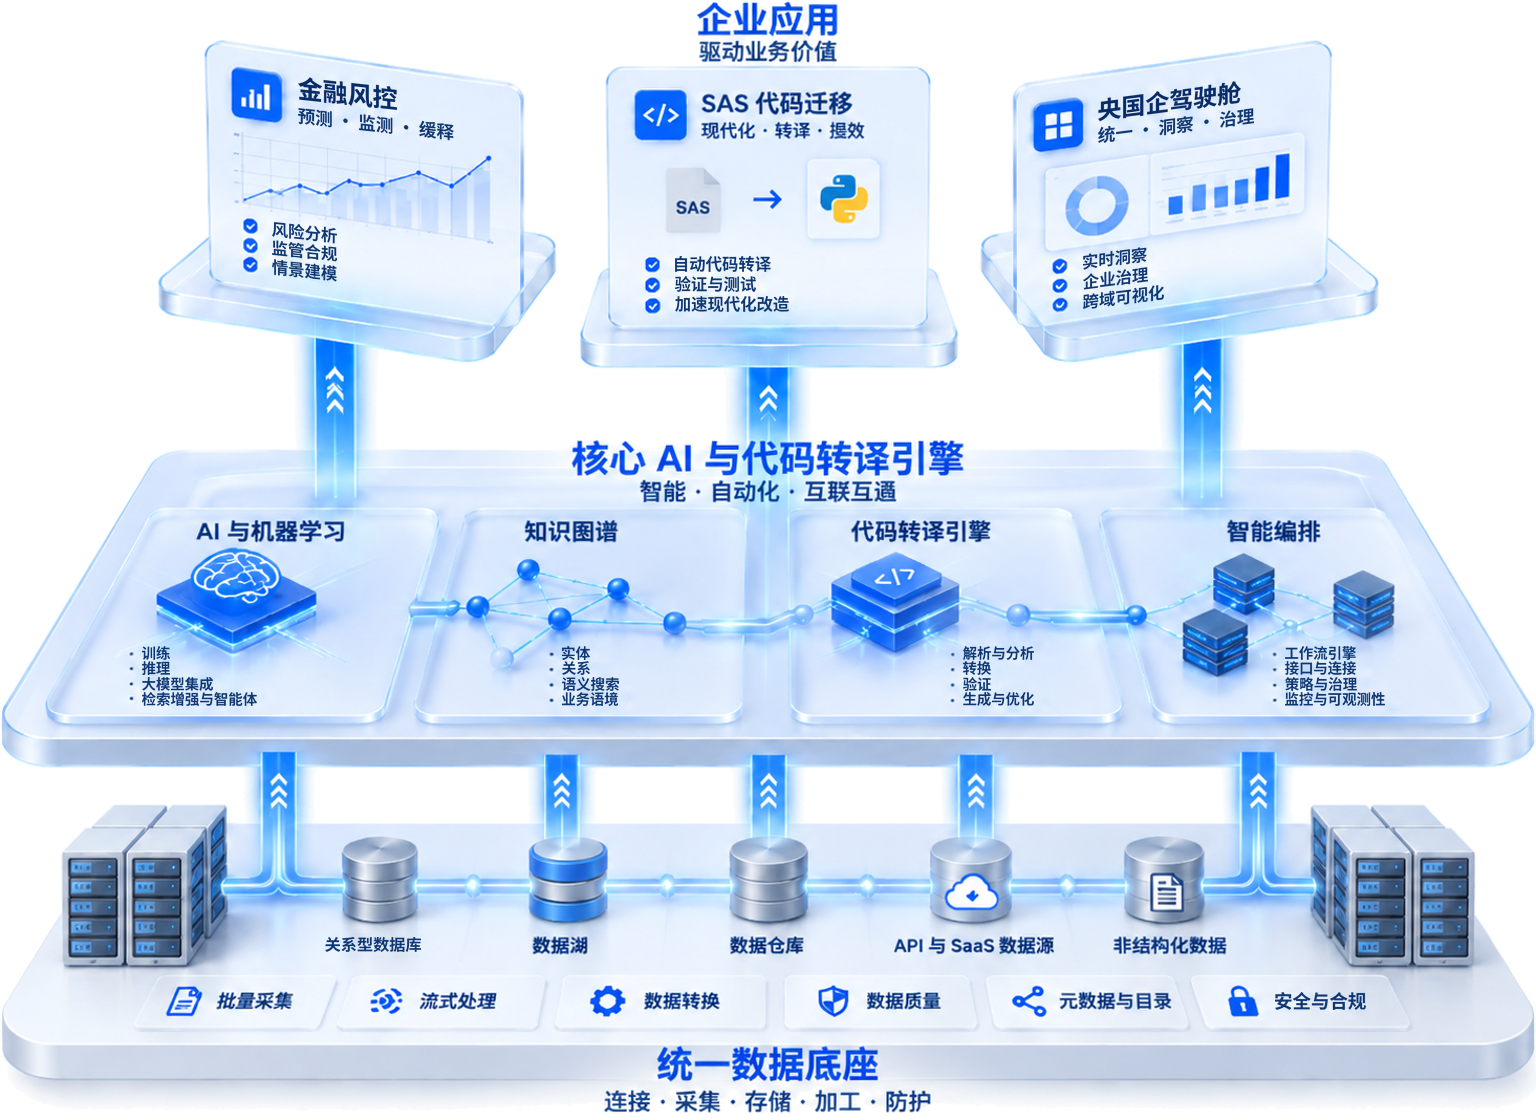 企业应用
驱动业务价值
金融风控
预测 · 监测 · 缓释
风险分析
监管合规
情景建模
SAS 代码迁移
现代化 · 转译 · 提效
SAS
自动代码转译
验证与测试
加速现代化改造
央国企驾驶舱
统一 · 洞察 · 治理
实时洞察
企业治理
跨域可视化
核心 AI 与代码转译引擎
智能 · 自动化 · 互联互通
AI 与机器学习
· 训练
· 推理
· 大模型集成
· 检索增强与智能体
知识图谱
· 实体
· 关系
· 语义搜索
· 业务语境
代码转译引擎
</>
· 解析与分析
· 转换
· 验证
· 生成与优化
智能编排
· 工作流引擎
· 接口与连接
· 策略与治理
· 监控与可观测性
关系型数据库
数据湖
数据仓库
API 与 SaaS 数据源
非结构化数据
批量采集
流式处理
数据转换
数据质量
元数据与目录
安全与合规
统一数据底座
连接 · 采集 · 存储 · 加工 · 防护